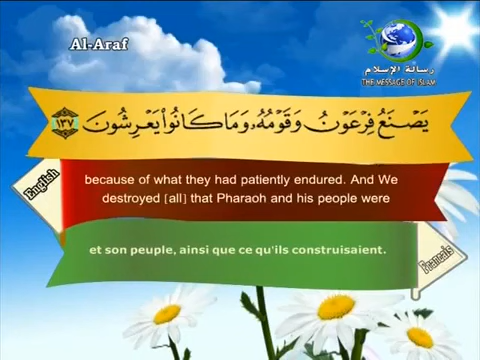 Al-Araf
رسالة الإسلام
THE MESSAGE OF ISLAM
يَصْنَعُ فِرْعَوْنُ وَقَوْمُهُۥ وَمَا كَانُوا۟ يَعْرِشُونَ ١٣٧
English
because of what they had patiently endured. And We
destroyed [all] that Pharaoh and his people were
et son peuple, ainsi que ce qu'ils construisaient.
Francais